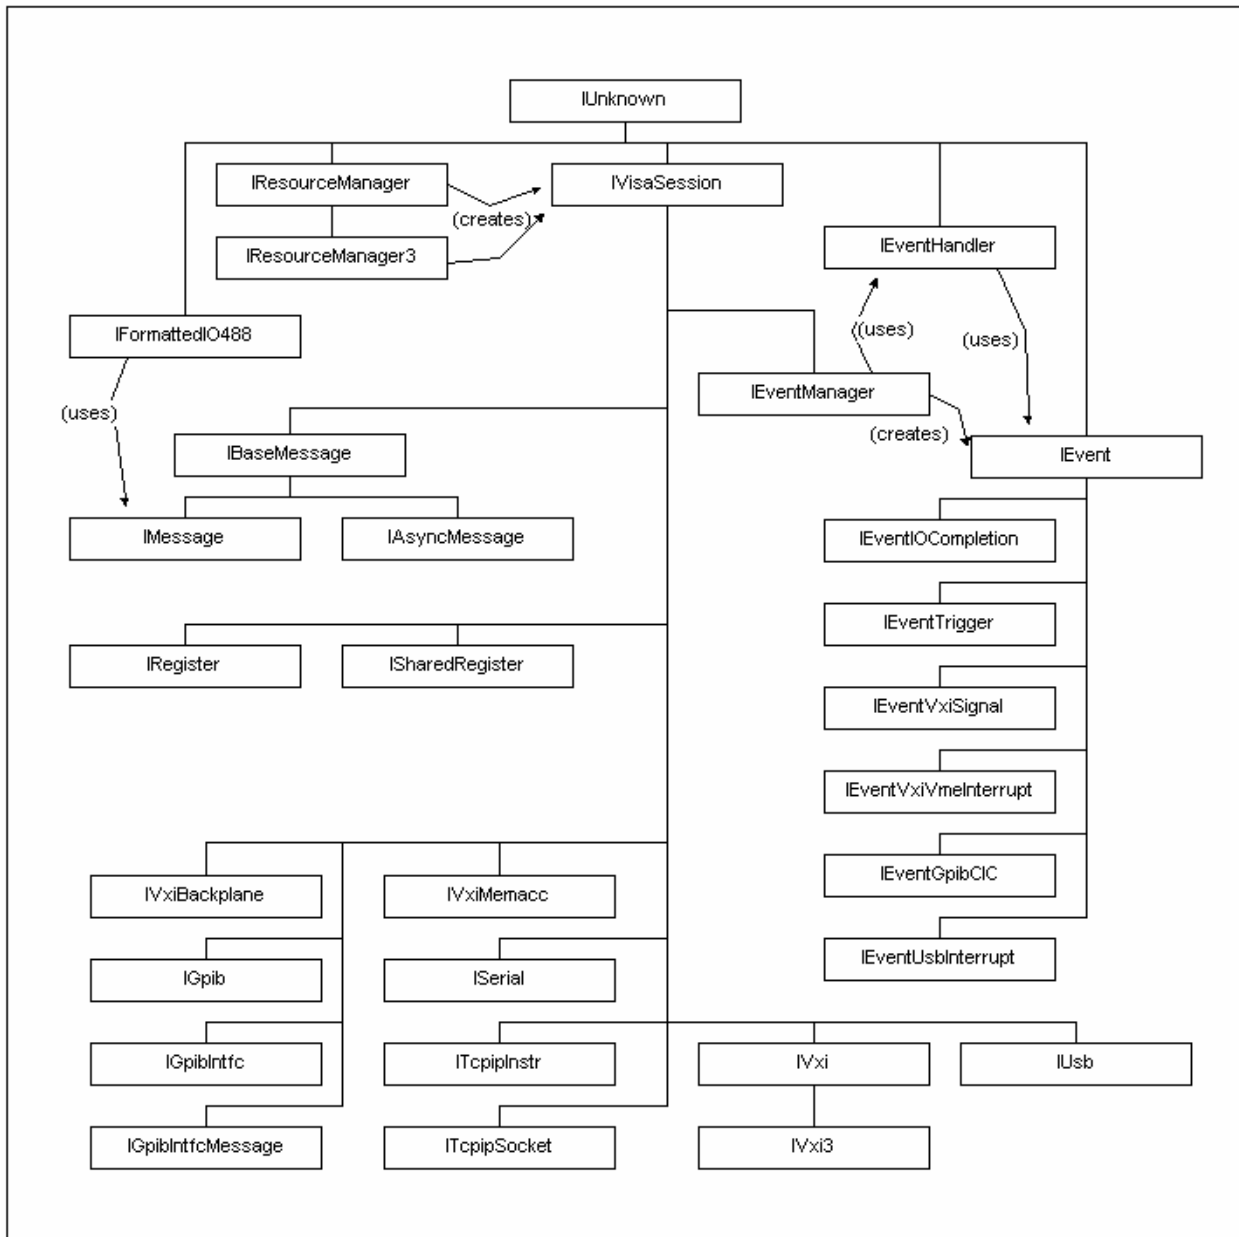 IUnknown
IResourceManager
IVisaSession
(creates)
IResourceManager3
IEventHandler
IFormattedIO488
(uses)
(uses)
IEventManager
(uses)
(creates)
IBaseMessage
IEvent
IMessage
IAsyncMessage
IEventIOCompletion
IEventTrigger
IRegister
ISharedRegister
IEventVxiSignal
IEventVxiVmeInterrupt
IVxiBackplane
IVxiMemacc
IEventGpibCIC
IGpib
ISerial
IEventUsbInterrupt
IGpibIntfc
ITcpipInstr
IVxi
IUsb
IGpibIntfcMessage
ITcpipSocket
IVxi3